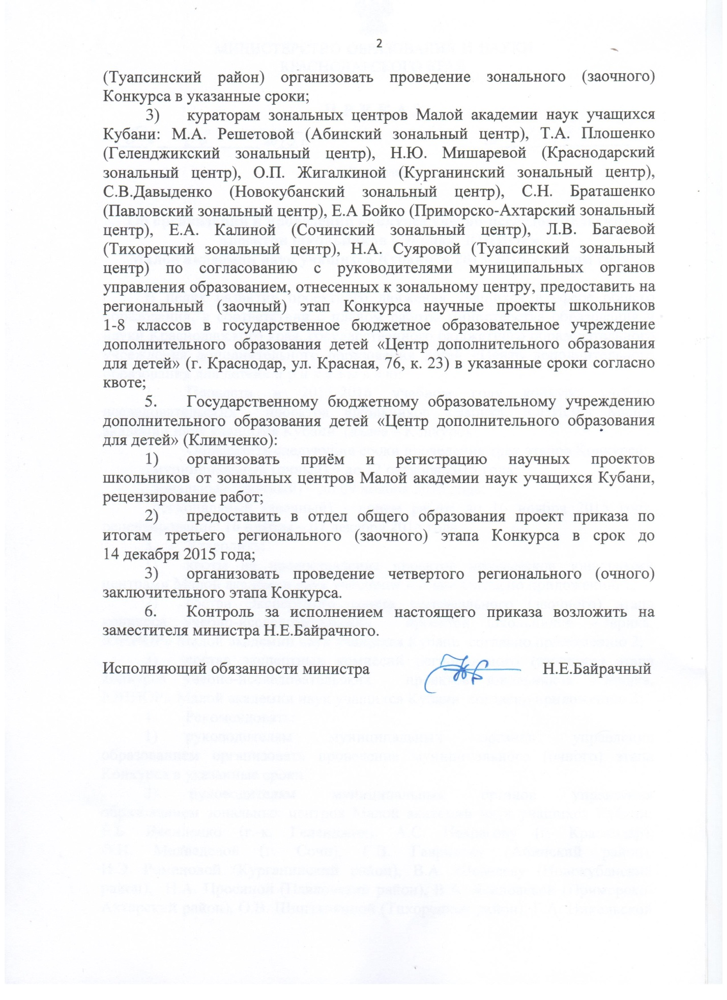 2
(Туапсинский район) организовать проведение зонального (заочного)
Конкурса в указанные сроки;
3) кураторам зональных центров Малой академии наук учащихся
Кубани: М.А. Решетовой (Абинский зональный центр), Т.А. Плошенко
(Геленджикский зональный центр), Н.Ю. Мишаревой (Краснодарский
зональный центр), О.П. Жигалкиной (Курганинский зональный центр),
С.В.Давыденко (Новокубанский зональный центр), С.Н. Браташенко
(Павловский зональный центр), Е.А Бойко (Приморско-Ахтарский зональный
центр), Е.А. Калиной (Сочинский зональный центр), Л.В. Багаевой
(Тихорецкий зональный центр), Н.А. Суяровой (Туапсинский зональный
центр) по согласованию с руководителями муниципальных органов
управления образованием, отнесенных к зональному центру, предоставить на
региональный (заочный) этап Конкурса научные проекты школьников
1-8 классов в государственное бюджетное образовательное учреждение
дополнительного образования детей «Центр дополнительного образования
для детей» (г. Краснодар, ул. Красная, 76, к. 23) в указанные сроки согласно
квоте;
5. Государственному бюджетному образовательному учреждению
дополнительного образования детей «Центр дополнительного образования
для детей» (Климченко):
1) организовать приём и регистрацию научных проектов
школьников от зональных центров Малой академии наук учащихся Кубани,
рецензирование работ;
2) предоставить в отдел общего образования проект приказа по
итогам третьего регионального (заочного) этапа Конкурса в срок до
14 декабря 2015 года;
3) организовать проведение четвертого регионального (очного)
заключительного этапа Конкурса.
6. Контроль за исполнением настоящего приказа возложить на
заместителя министра Н.Е.Байрачного.
Исполняющий обязанности министра Н.Е.Байрачный